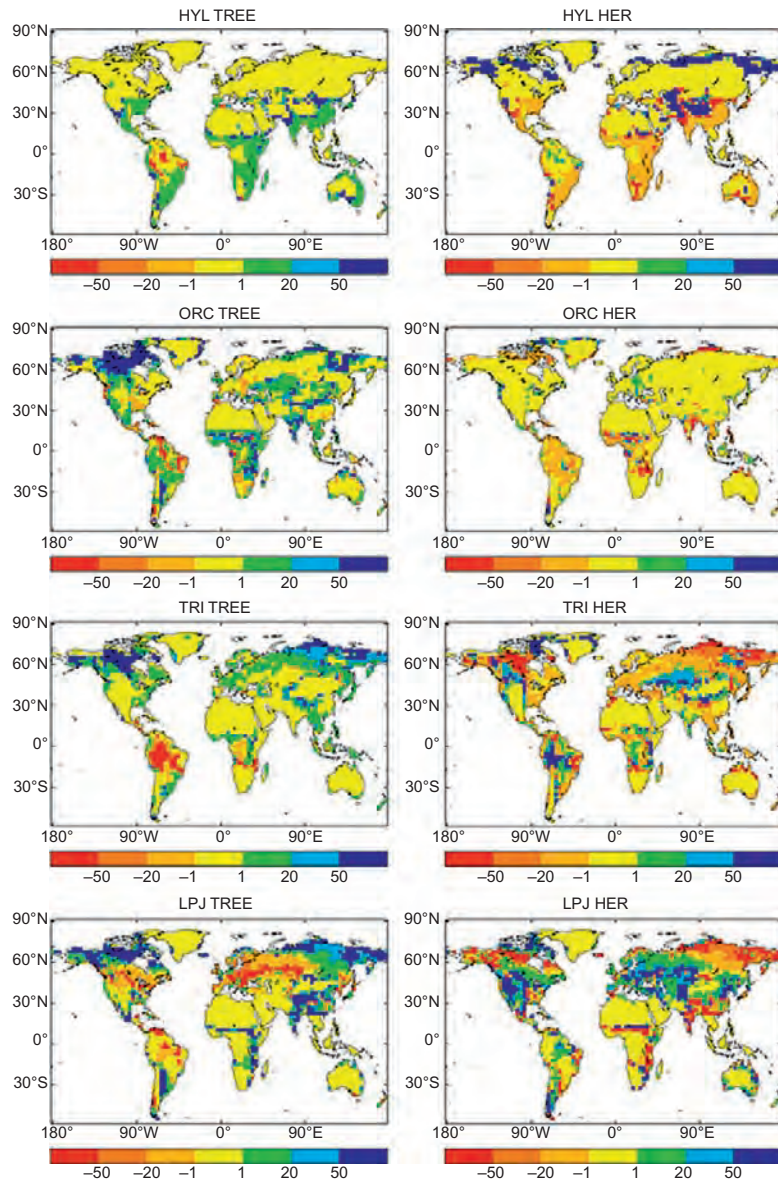 HYL TREE HYL HER
90°N 90°N
60°N 60°N
30°N 30°N
0° 0°
30°S 30°S
180° 90°W 0° 90°E 180° 90°W 0° 90°E
–50 –20 –1 1 20 50 –50 –20 –1 1 20 50
ORC TREE ORC HER
90°N 90°N
60°N 60°N
30°N 30°N
0° 0°
30°S 30°S
180° 90°W 0° 90°E 180° 90°W 0° 90°E
–50 –20 –1 1 20 50 –50 –20 –1 1 20 50
TRI TREE TRI HER
90°N 90°N
60°N 60°N
30°N 30°N
0° 0°
30°S 30°S
180° 90°W 0° 90°E 180° 90°W 0° 90°E
–50 –20 –1 1 20 50 –50 –20 –1 1 20 50
LPJ TREE LPJ HER
90°N 90°N
60°N 60°N
30°N 30°N
0° 0°
30°S 30°S
180° 90°W 0° 90°E 180° 90°W 0° 90°E
–50 –20 –1 1 20 50 –50 –20 –1 1 20 50